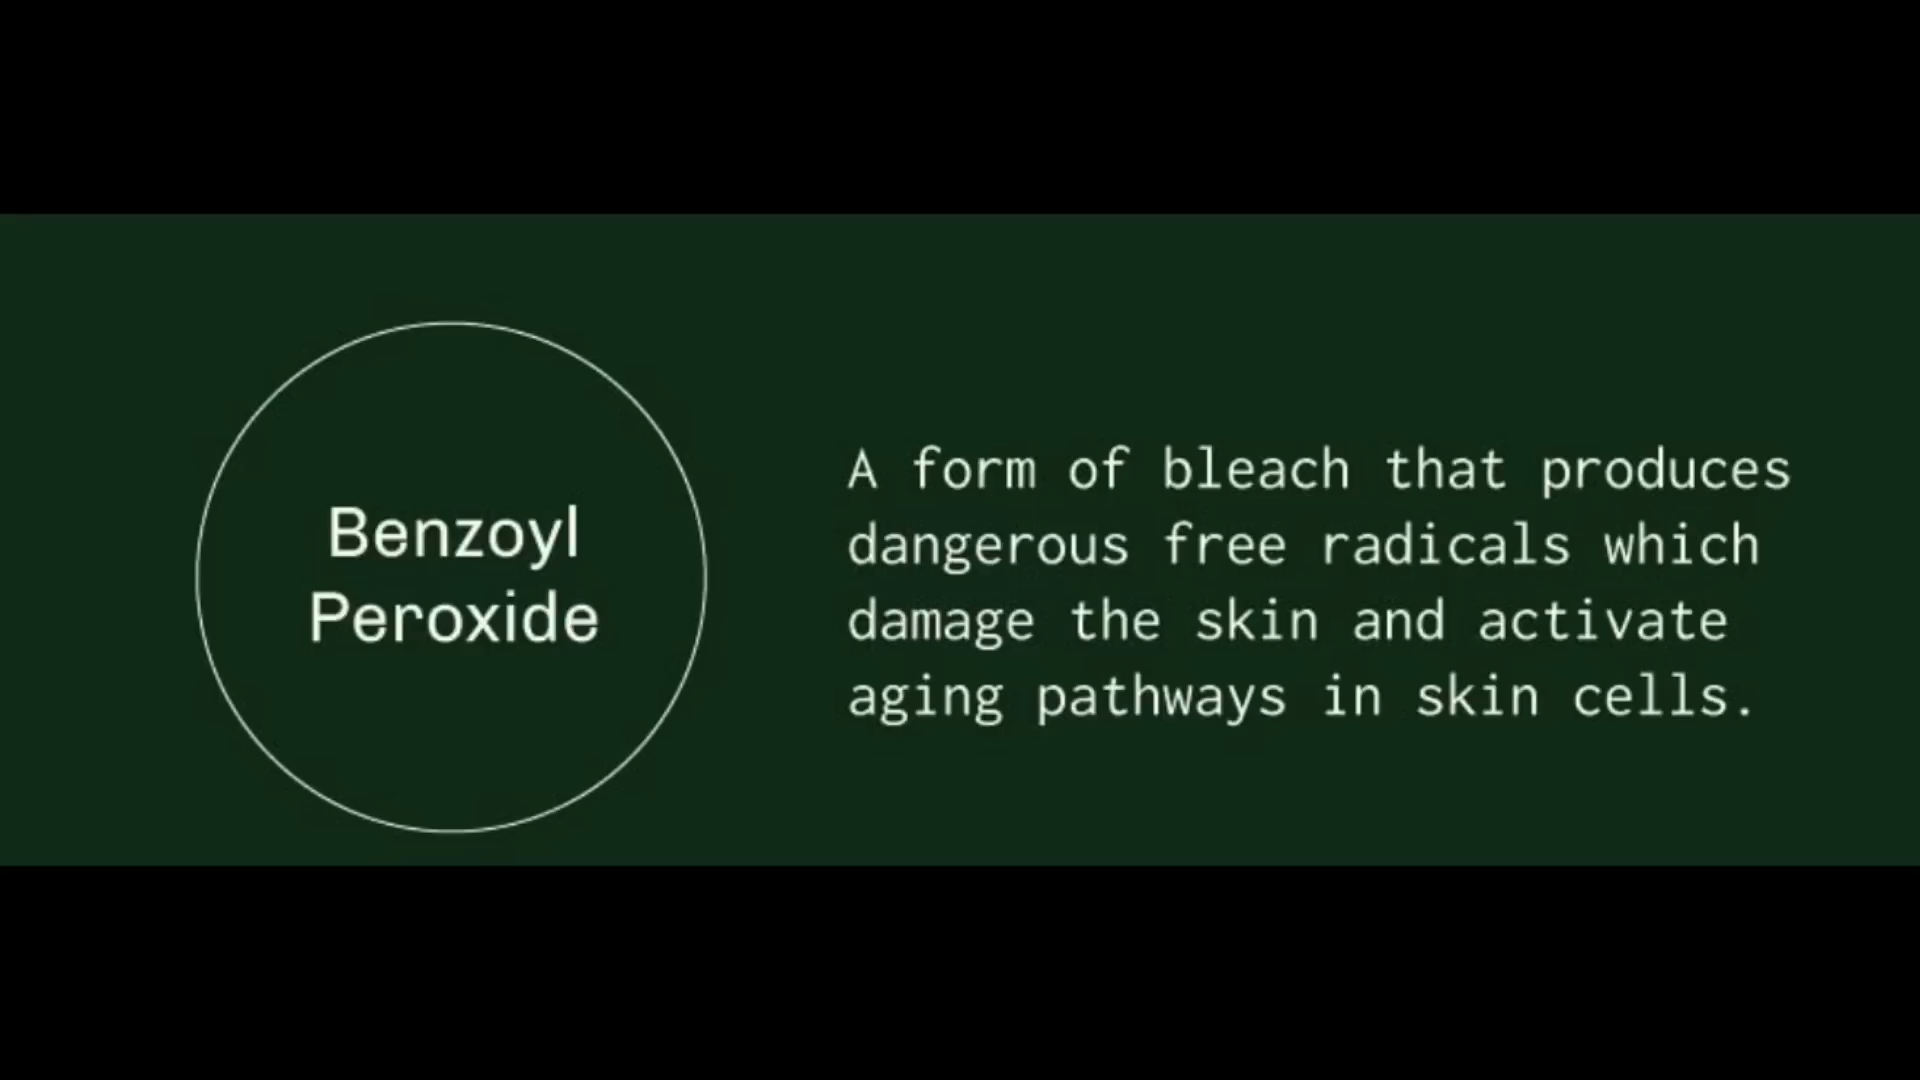 Benzoyl
Peroxide
A form of bleach that produces
dangerous free radicals which
damage the skin and activate
aging pathways in skin cells.